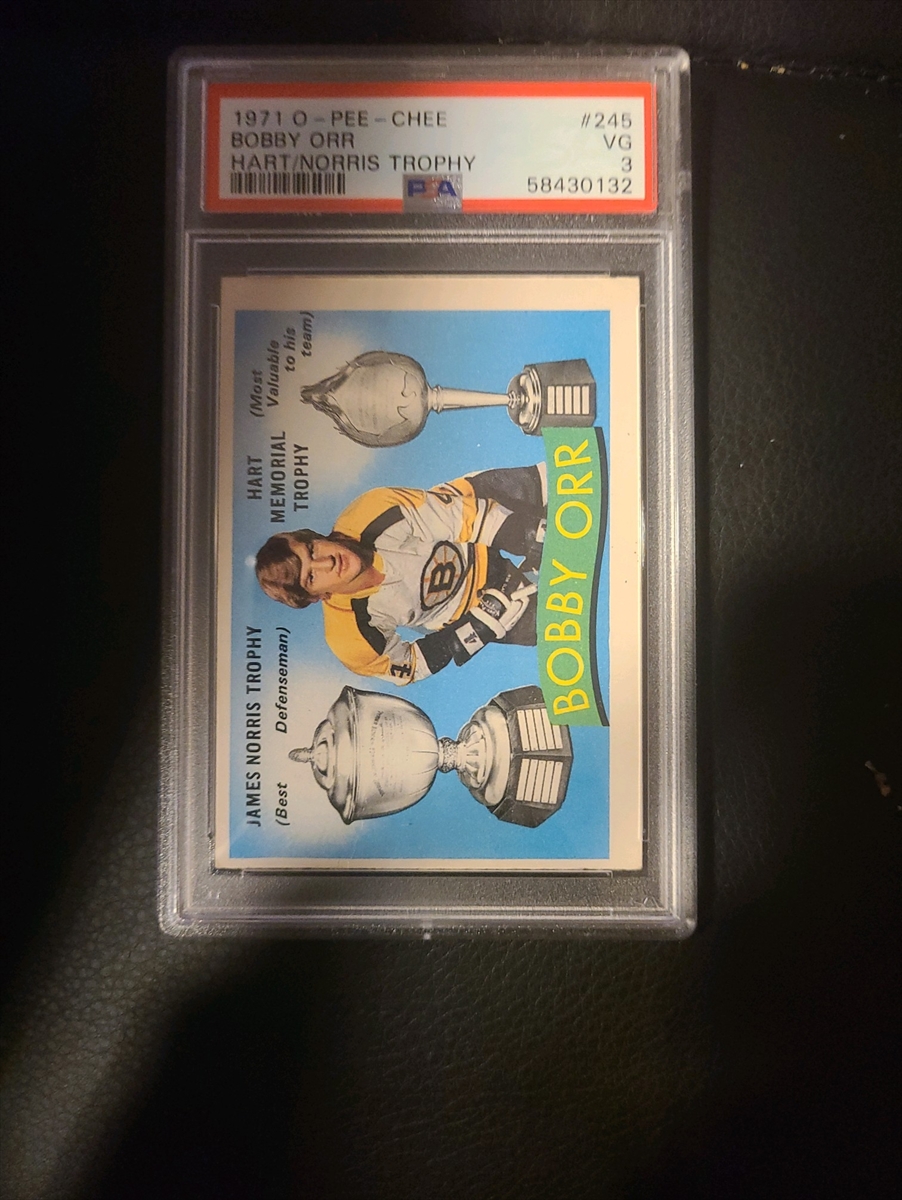 1971 O-PEE-CHEE #245
BOBBY ORR VG
HART/NORRIS TROPHY 3
PSA 58430132
JAMES NORRIS TROPHY
(Best Defenseman)
HART
MEMORIAL
TROPHY
(Most
Valuable
to his
team)
B
BOBBY ORR